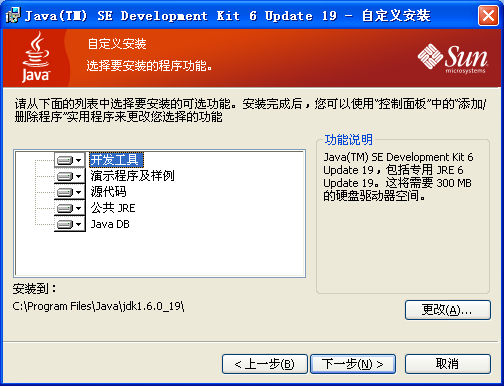 Java(TM) SE Development Kit 6 Update 19 - 自定义安装
Java
自定义安装
选择要安装的程序功能。
Sun
microsystems
请从下面的列表中选择要安装的可选功能。安装完成后，您可以使用“控制面板”中的“添加/
删除程序”实用程序来更改您选择的功能
开发工具
演示程序及样例
源代码
公共 JRE
Java DB
功能说明
Java(TM) SE Development Kit 6
Update 19，包括专用 JRE 6
Update 19。这将需要 300 MB
的硬盘驱动器空间。
安装到：
C:\Program Files\Java\jdk1.6.0_19\
更改(A)...
< 上一步(B)
下一步(N) >
取消